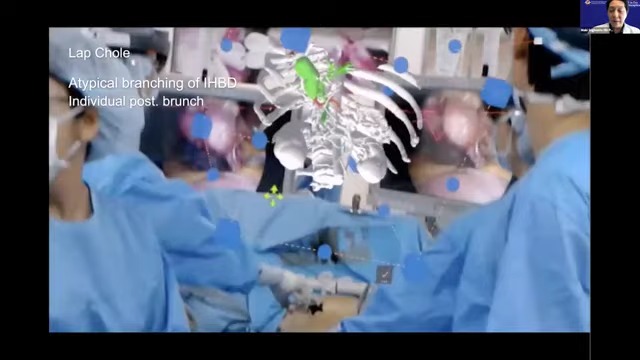 Lap Chole
Atypical branching of IHBD
Individual post. brunch